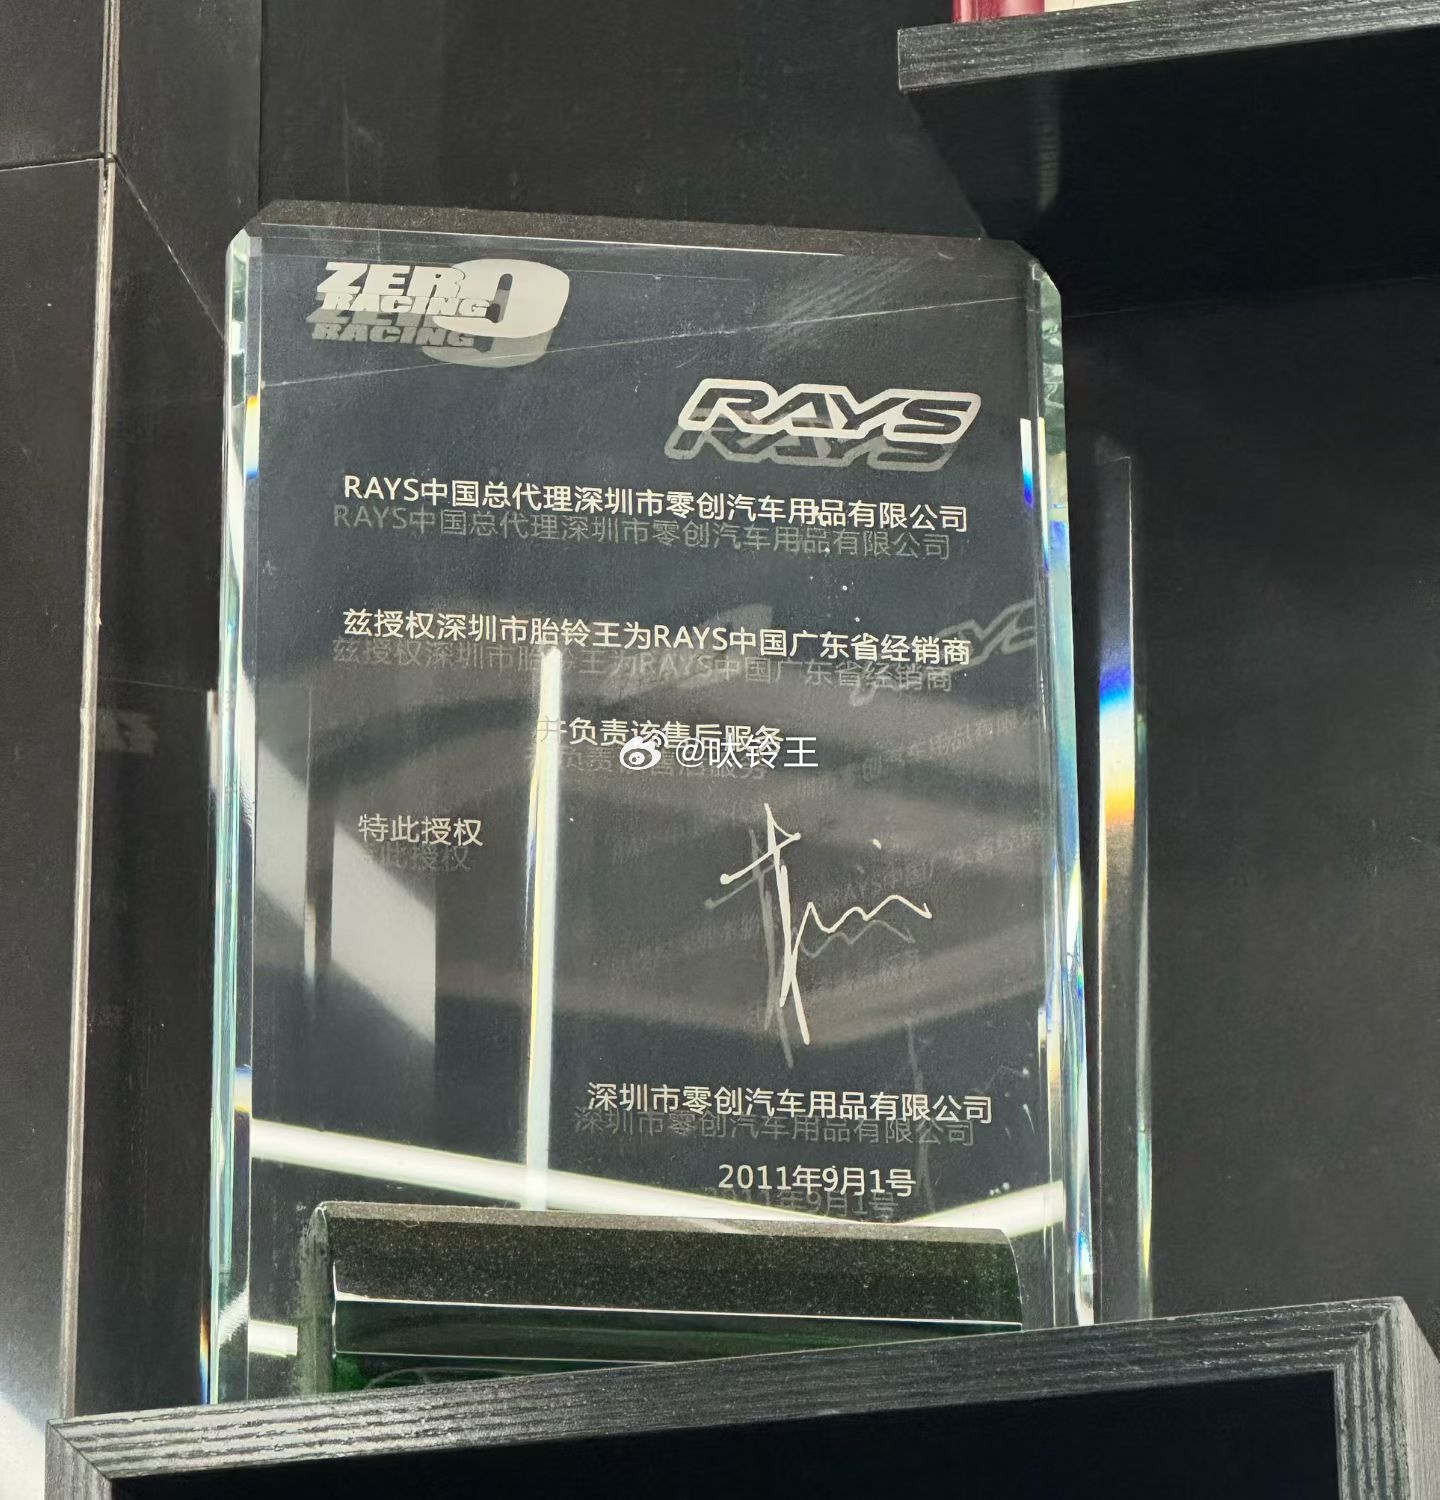 ZERO 9
RACING
RAYS
RAYS中国总代理深圳市零创汽车用品有限公司
兹授权深圳市胎铃王为RAYS中国广东省经销商
并负责该售后服务
@呔铃王
特此授权
深圳市零创汽车用品有限公司
2011年9月1号